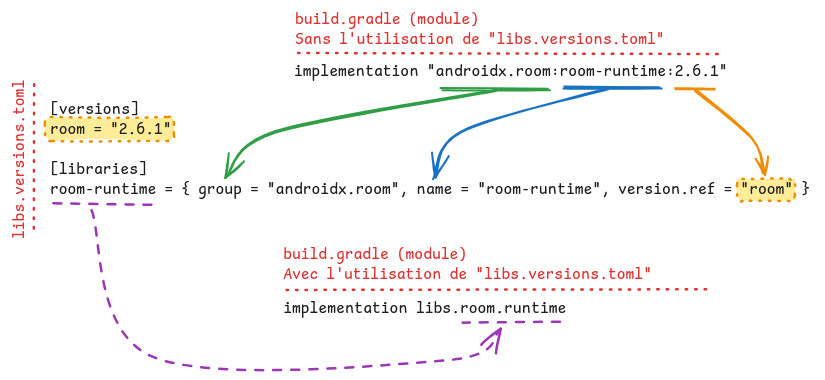 build.gradle (module)
Sans l'utilisation de "libs.versions.toml"
implementation "androidx.room:room-runtime:2.6.1"
libs.versions.toml
[versions]
room = "2.6.1"
[libraries]
room-runtime = { group = "androidx.room", name = "room-runtime", version.ref = "room" }
build.gradle (module)
Avec l'utilisation de "libs.versions.toml"
implementation libs.room.runtime